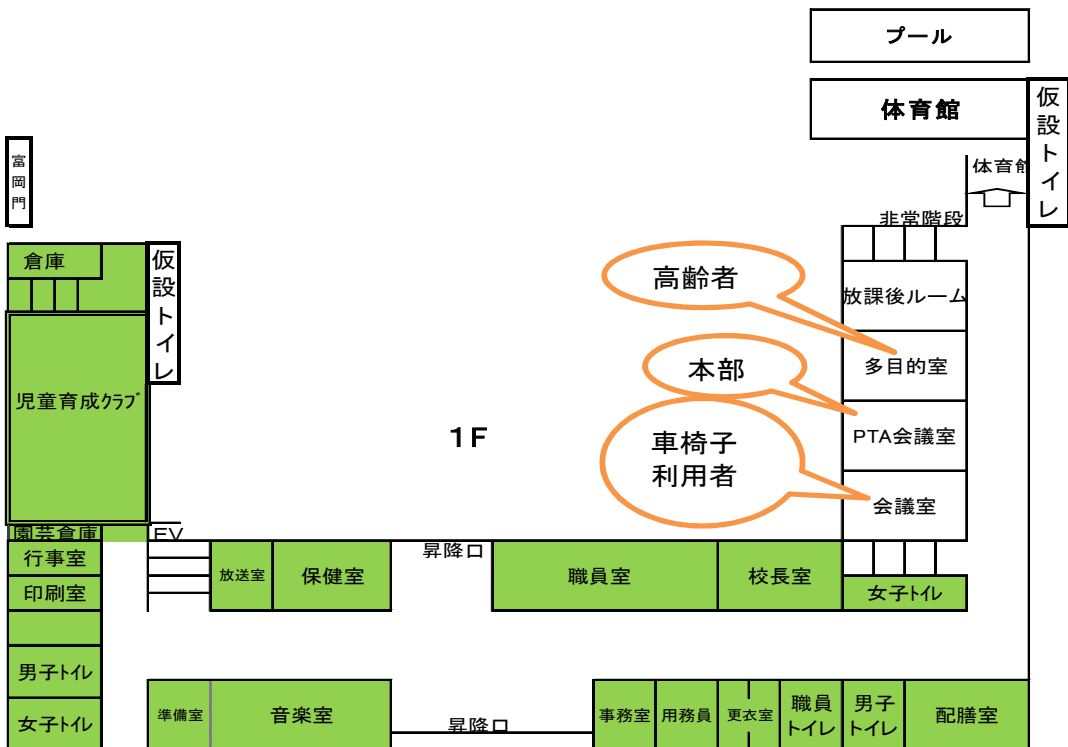 プール
体育館
仮設トイレ
富岡門
体育館
非常階段
倉庫
仮設トイレ
高齢者
放課後ルーム
多目的室
本部
児童育成クラブ
1F
PTA会議室
車椅子
利用者
会議室
園芸倉庫
EV
行事室
昇降口
放送室
保健室
職員室
校長室
印刷室
女子トイレ
男子トイレ
女子トイレ
準備室
音楽室
昇降口
事務室
用務員
更衣室
職員
トイレ
男子
トイレ
配膳室